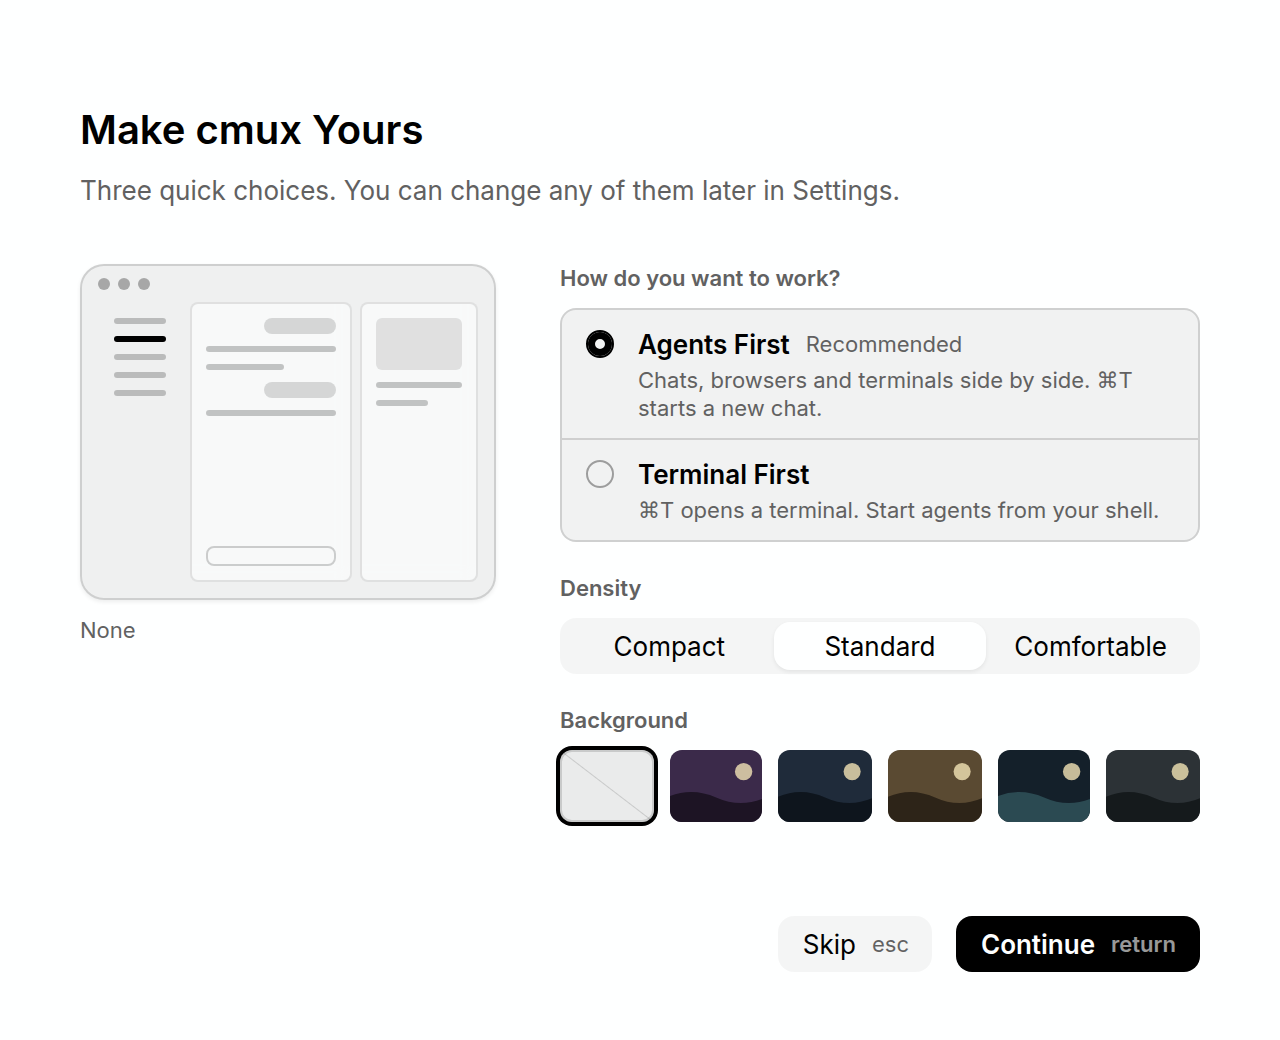 Make cmux Yours
Three quick choices. You can change any of them later in Settings.
None
How do you want to work?
Agents First Recommended
Chats, browsers and terminals side by side. ⌘T
starts a new chat.
Terminal First
⌘T opens a terminal. Start agents from your shell.
Density
Compact Standard Comfortable
Background
Skip esc Continue return